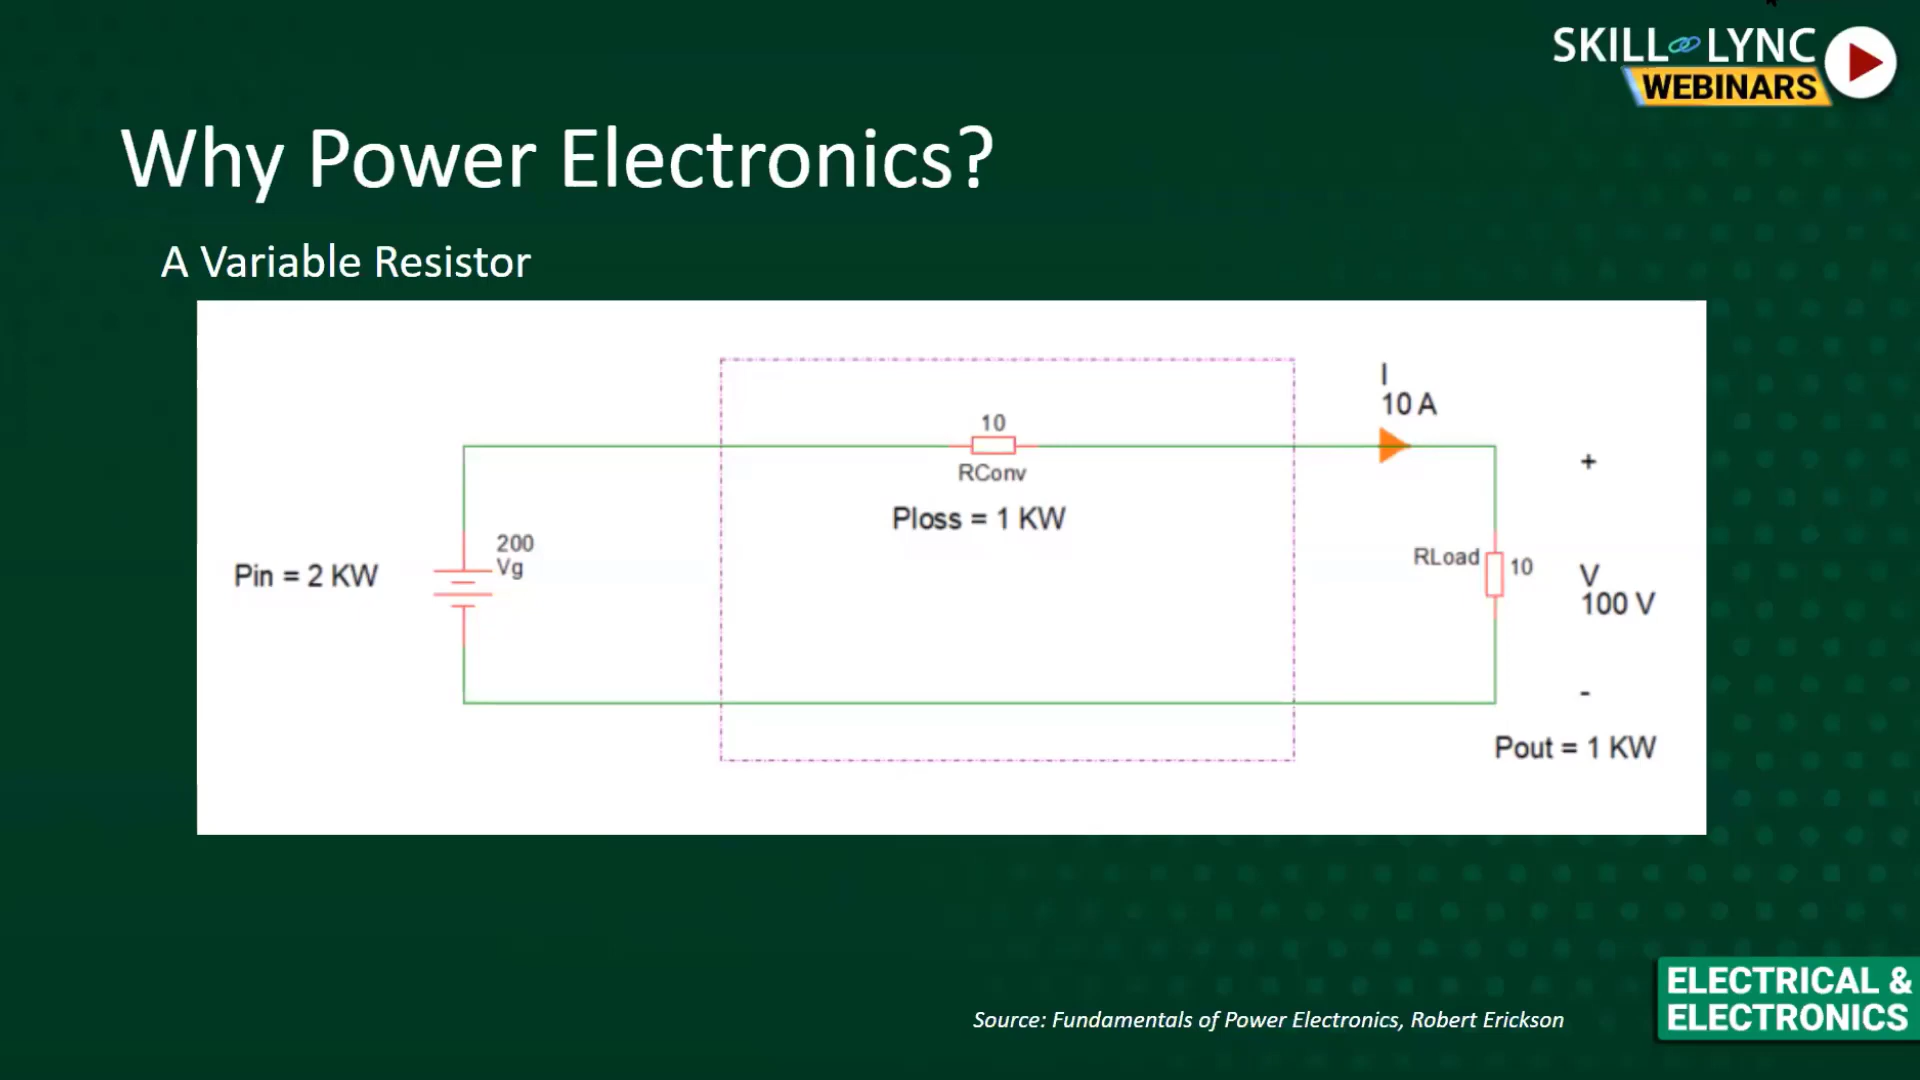 SKILL LYNC
WEBINARS
Why Power Electronics?
A Variable Resistor
I
10 A
10
RConv
Ploss = 1 KW
+
200
Vg
Pin = 2 KW
RLoad
10
V
100 V
-
Pout = 1 KW
ELECTRICAL &
ELECTRONICS
Source: Fundamentals of Power Electronics, Robert Erickson